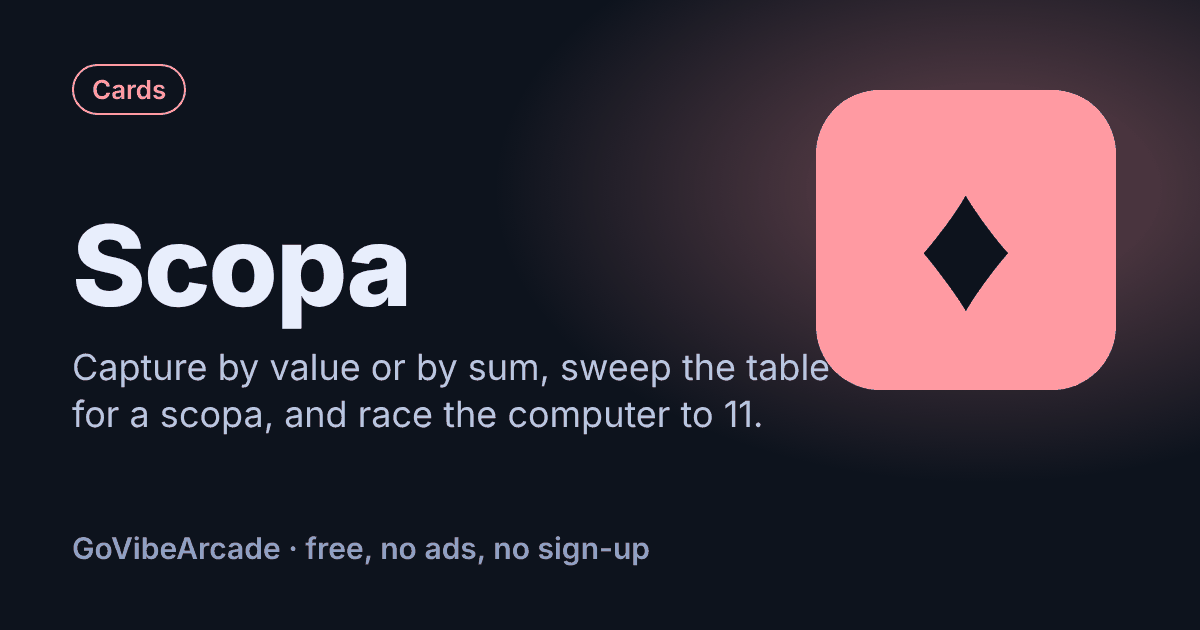 Cards
Scopa
Capture by value or by sum, sweep the table
for a scopa, and race the computer to 11.
GoVibeArcade · free, no ads, no sign-up